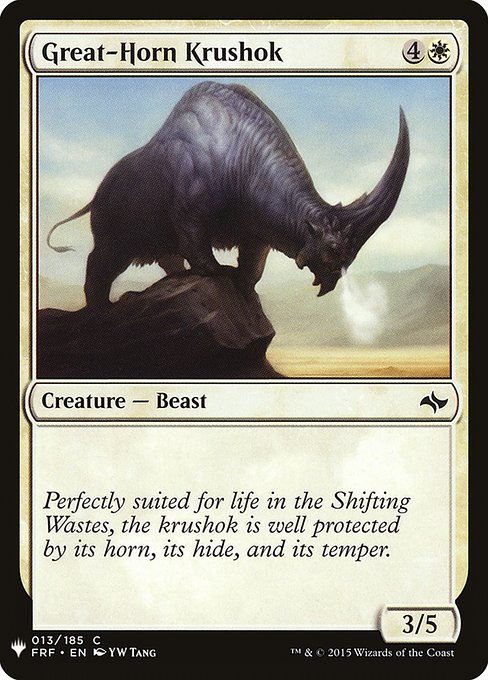 Great-Horn Krushok 4
Creature — Beast
Perfectly suited for life in the Shifting
Wastes, the krushok is well protected
by its horn, its hide, and its temper.
3/5
013/185 C
FRF • EN YW TANG
™ & © 2015 Wizards of the Coast